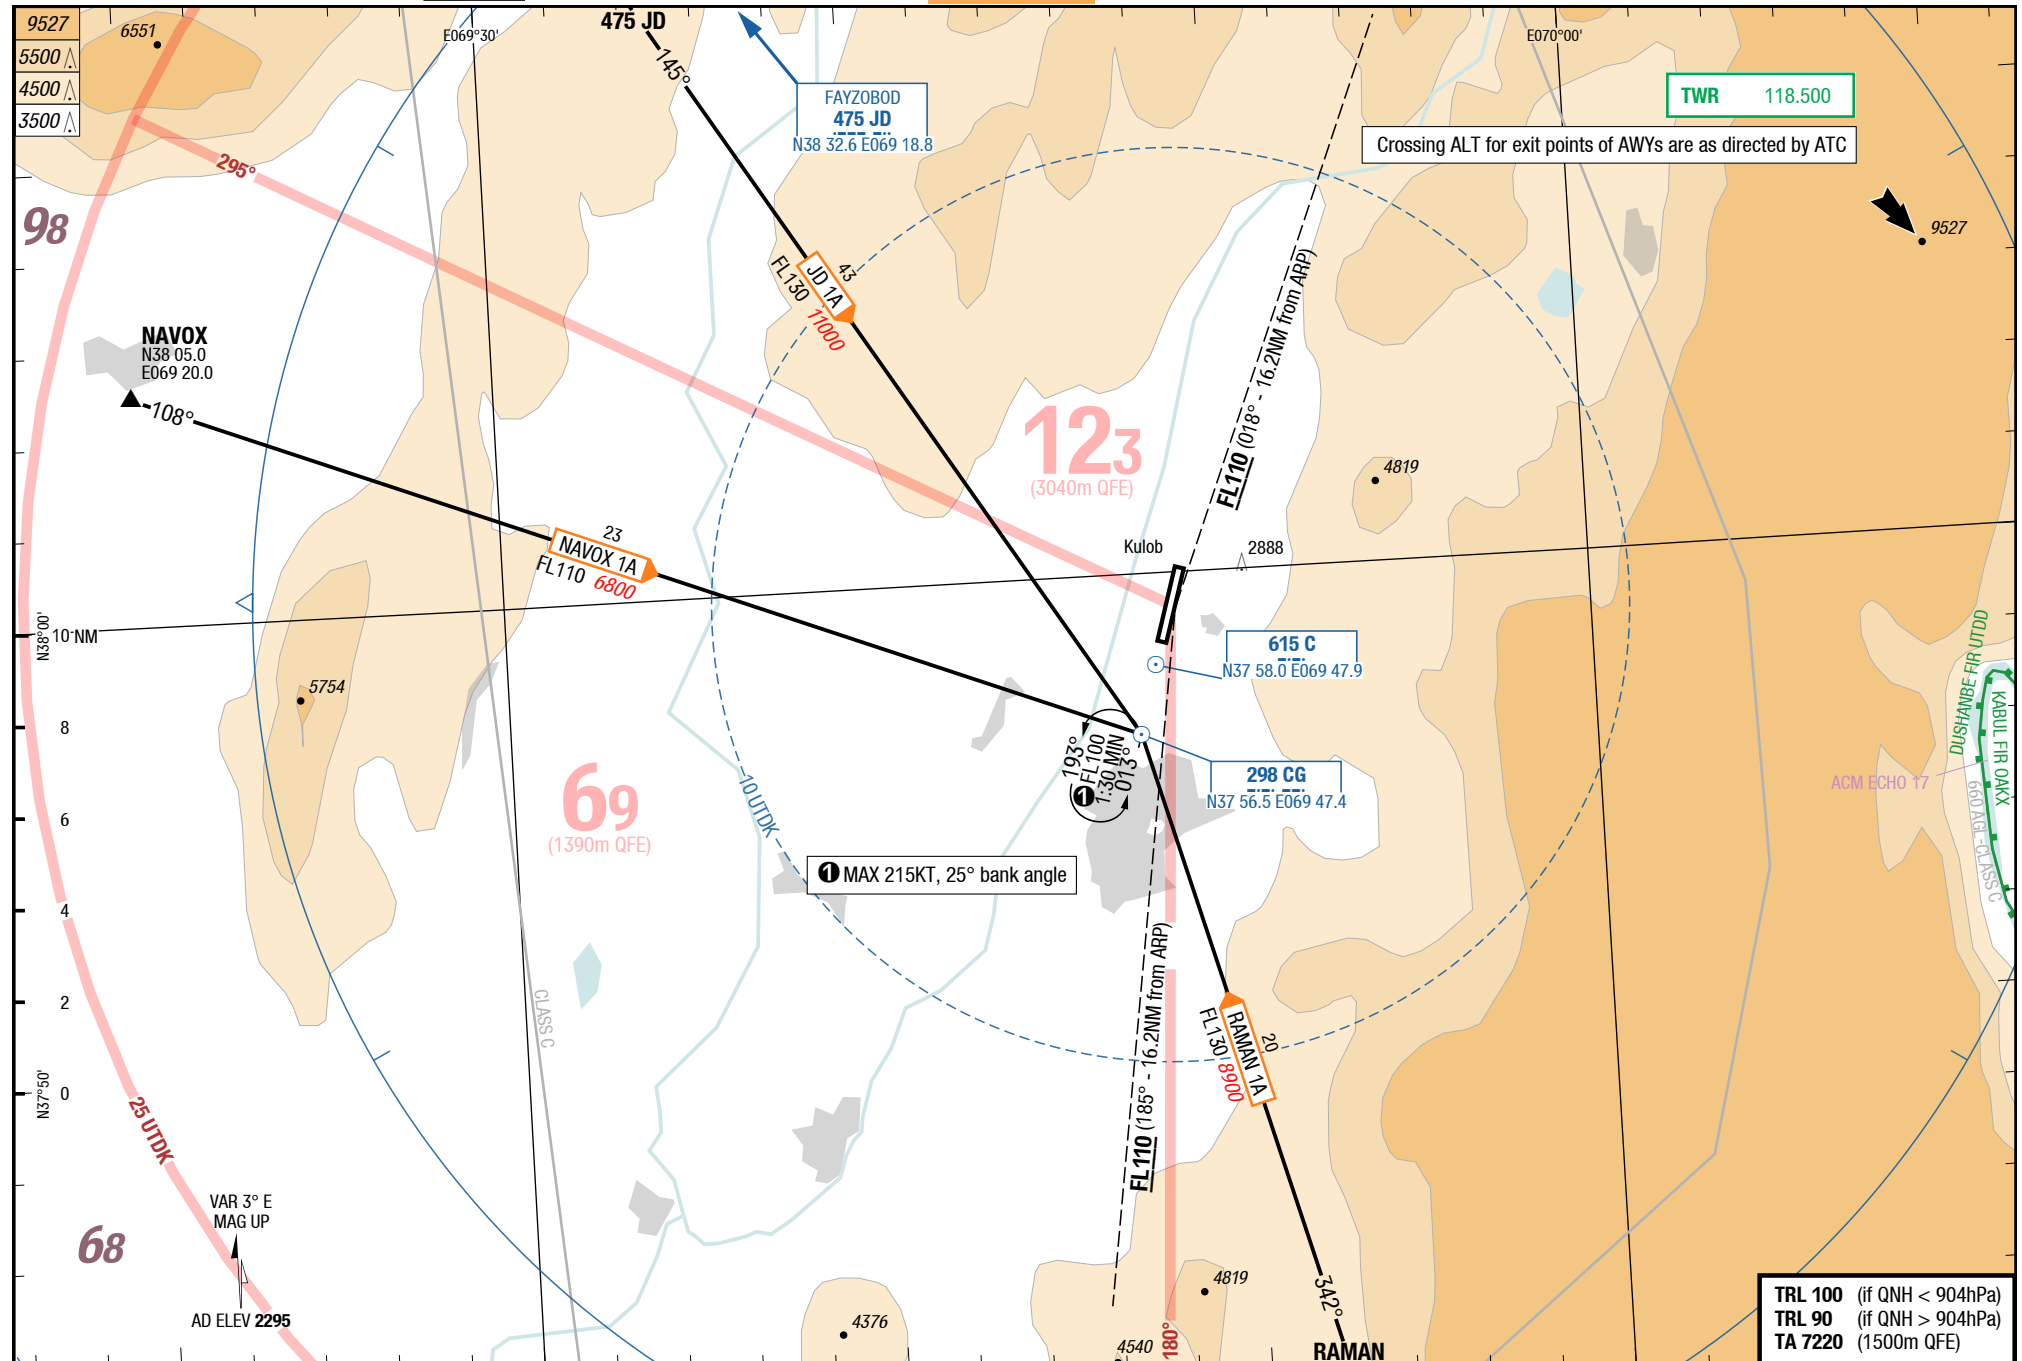 9527
5500
4500
3500
6551
E069°30'
475 JD
145°
FAYZOBOD
475 JD
N38 32.6 E069 18.8
E070°00'
TWR 118.500
Crossing ALT for exit points of AWYs are as directed by ATC
9527
295°
98
NAVOX
N38 05.0
E069 20.0
108°
43
JD 1A
FL130 11000
FL110 (018° - 16.2NM from ARP)
123
(3040m QFE)
4819
23
NAVOX 1A
FL110 6800
Kulob
2888
N38°00'
10 NM
8
6
4
2
0
N37°50'
615 C
N37 58.0 E069 47.9
298 CG
N37 56.5 E069 47.4
5754
193°
1 FL100
1:30 MIN
013°
69
(1390m QFE)
10 UTDK
1 MAX 215KT, 25° bank angle
DUSHANBE FIR UTDD
KABUL FIR OAKX
ACM ECHO 17
660 AGL-CLASS C
CLASS C
FL110 (185° - 16.2NM from ARP)
20
RAMAN 1A
FL130 8900
25 UTDK
VAR 3° E
MAG UP
68
AD ELEV 2295
4376
4819
4540
180°
342°
RAMAN
TRL 100 (if QNH < 904hPa)
TRL 90 (if QNH > 904hPa)
TA 7220 (1500m QFE)